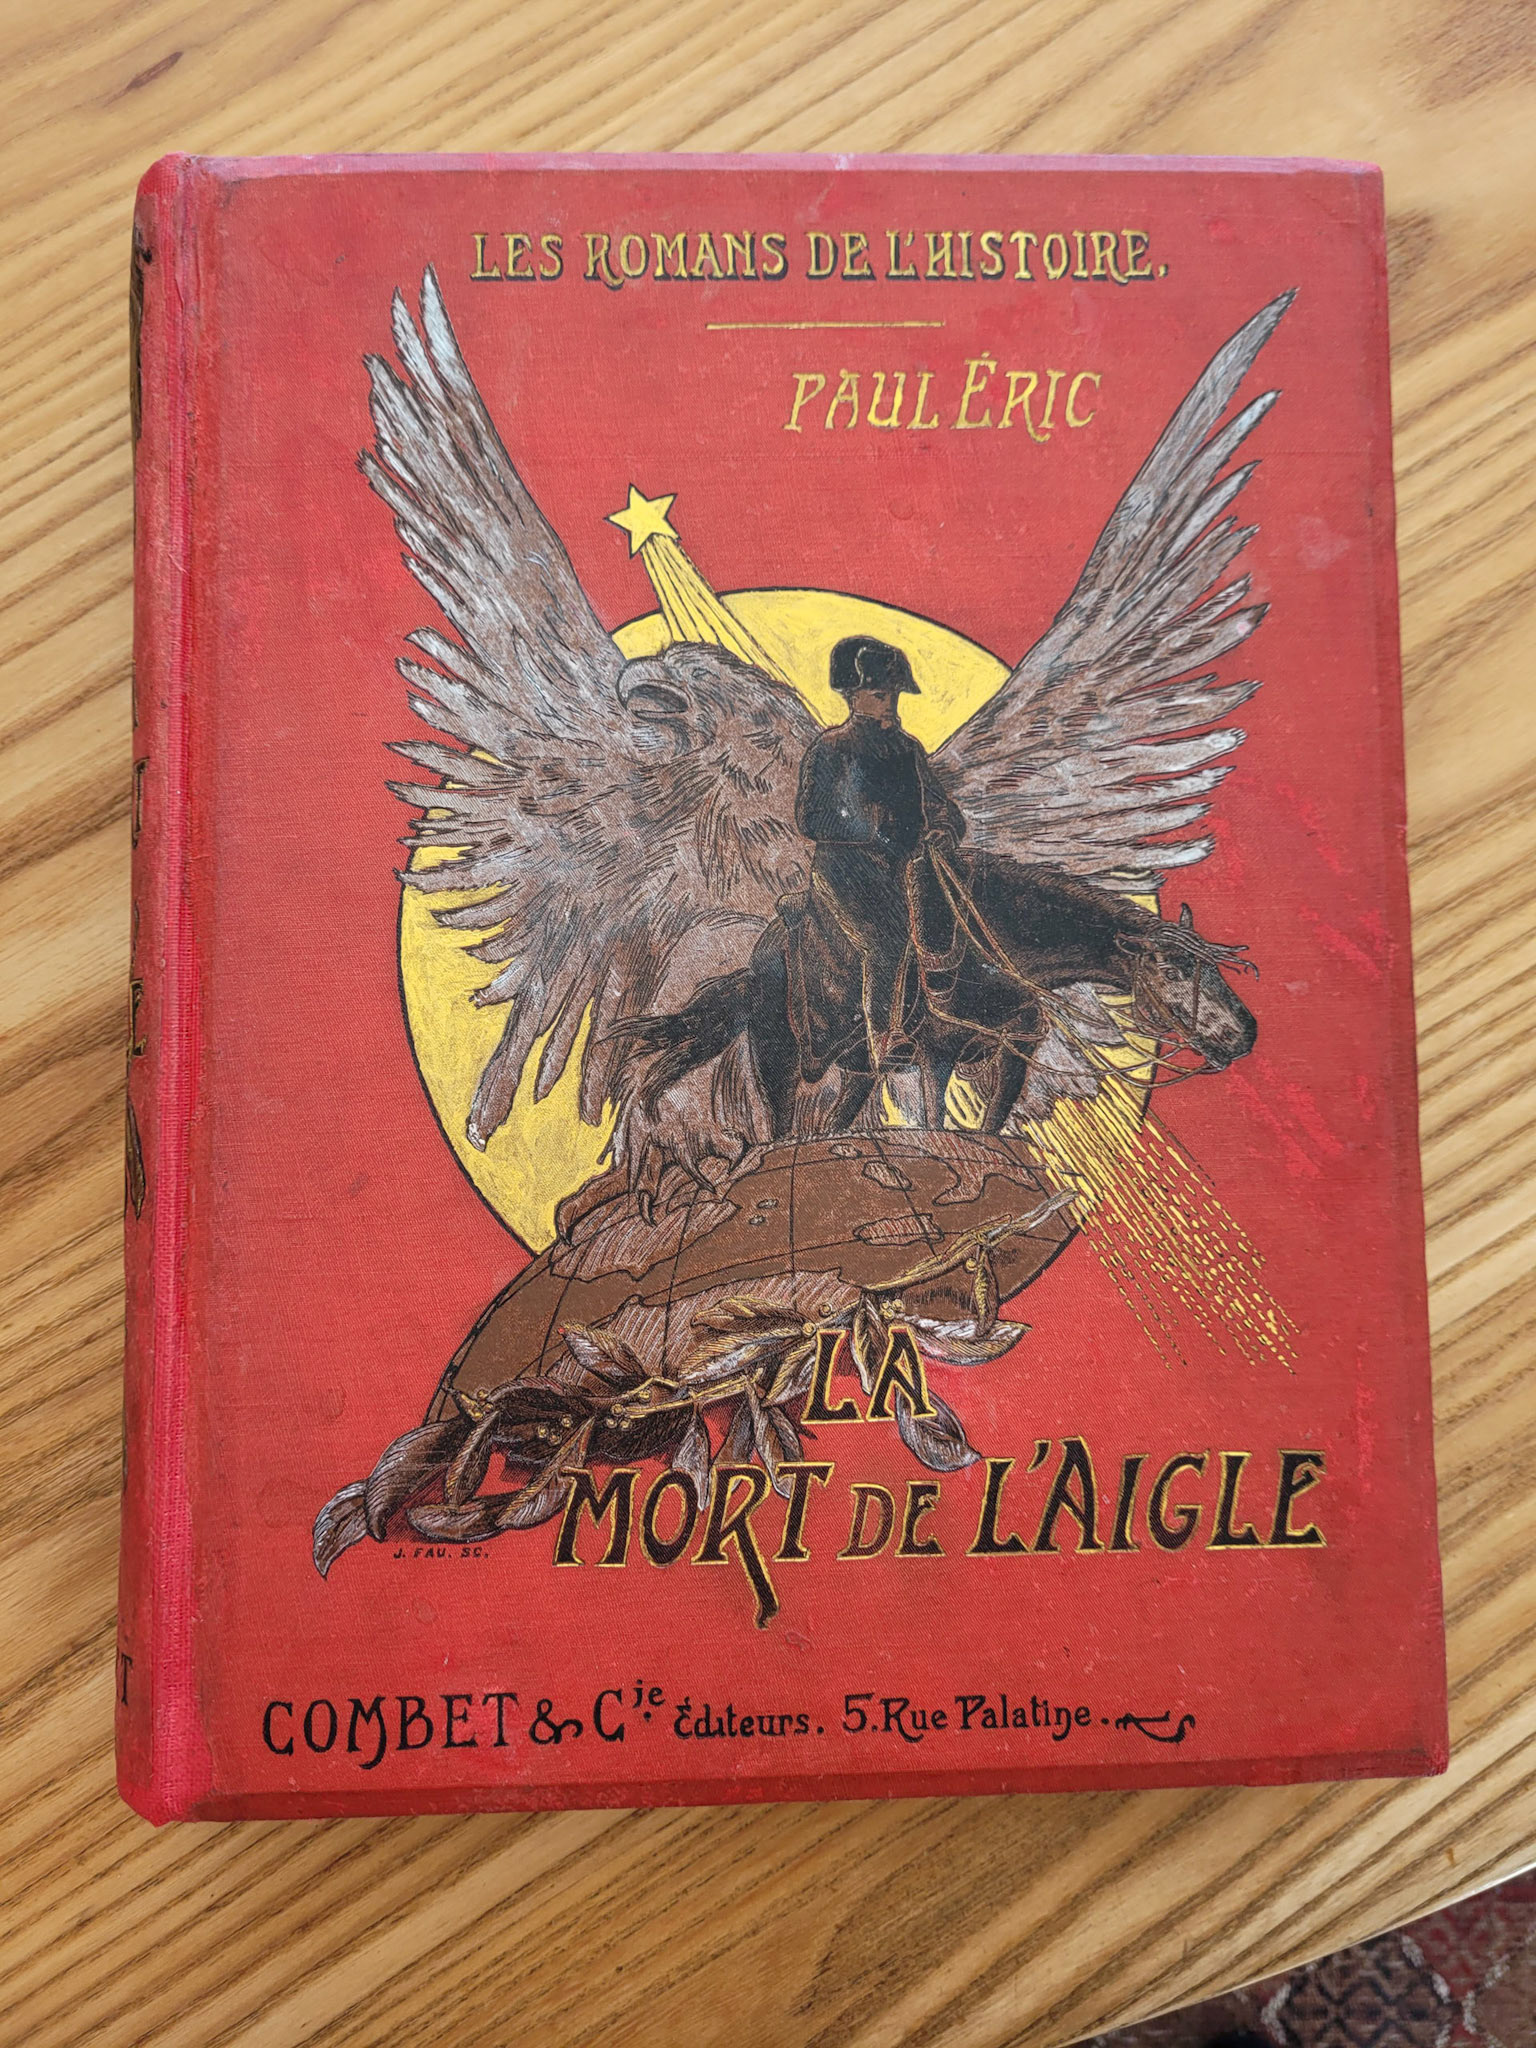 LES ROMANS DE L'HISTOIRE.
PAUL ÉRIC
LA
MORT DE L'AIGLE
J. FAU. SC.
COMBET & Cie Éditeurs. 5. Rue Palatine.